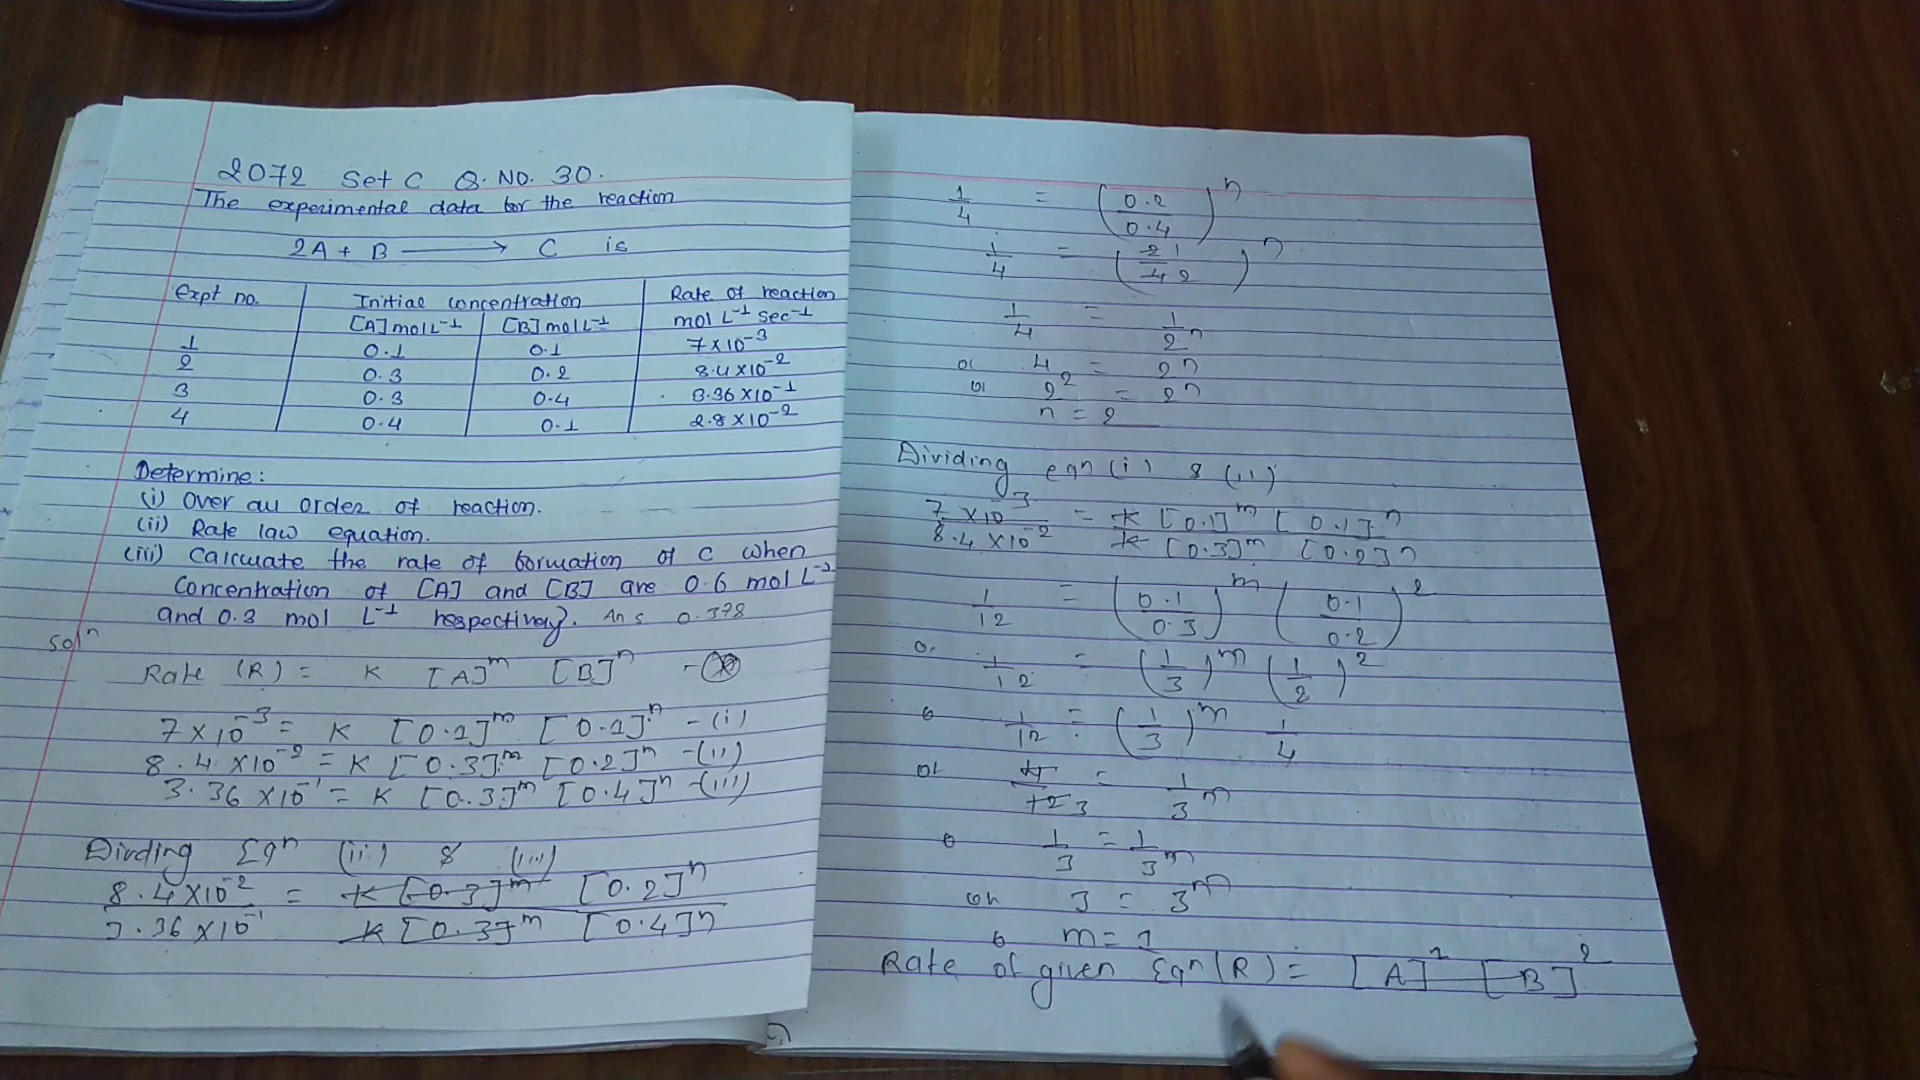 2072 Set C Q. NO. 30.
The experimental data for the reaction
2A + B ⟶ C is
Expt no. Initial concentration Rate of reaction
[A] mol L⁻¹ [B] mol L⁻¹ mol L⁻¹ sec⁻¹
1 0.1 0.1 7×10⁻³
2 0.3 0.2 8.4×10⁻²
3 0.3 0.4 3.36×10⁻¹
4 0.4 0.1 2.8×10⁻²
Determine:
(i) Over all order of reaction.
(ii) Rate law equation.
(iii) Calculate the rate of formation of C when
concentration of [A] and [B] are 0.6 mol L⁻¹
and 0.3 mol L⁻¹ respectively. Ans 0.378
Solⁿ
Rate (R) = K [A]ᵐ [B]ⁿ -(*)
7×10⁻³ = K [0.1]ᵐ [0.1]ⁿ -(i)
8.4×10⁻² = K [0.3]ᵐ [0.2]ⁿ -(ii)
3.36×10⁻¹ = K [0.3]ᵐ [0.4]ⁿ -(iii)
Dividing Eqⁿ (ii) & (iii)
8.4×10⁻² / 3.36×10⁻¹ = K [0.3]ᵐ [0.2]ⁿ / K [0.3]ᵐ [0.4]ⁿ
1/4 = (0.2/0.4)ⁿ
1/4 = (2 1/4 2)ⁿ
1/4 = 1/2ⁿ
or 4 = 2ⁿ
or 2² = 2ⁿ
n = 2
Dividing eqⁿ (i) & (ii)
7×10⁻³ / 8.4×10⁻² = K [0.1]ᵐ [0.1]ⁿ / K [0.3]ᵐ [0.2]ⁿ
1/12 = (0.1/0.3)ᵐ (0.1/0.2)²
or 1/12 = (1/3)ᵐ (1/2)²
or 1/12 = (1/3)ᵐ 1/4
or 4/12 3 = 1/3ᵐ
or 1/3 = 1/3ᵐ
or 3 = 3ᵐ
or m = 1
Rate of given Eqⁿ (R) = [A]¹ [B]²